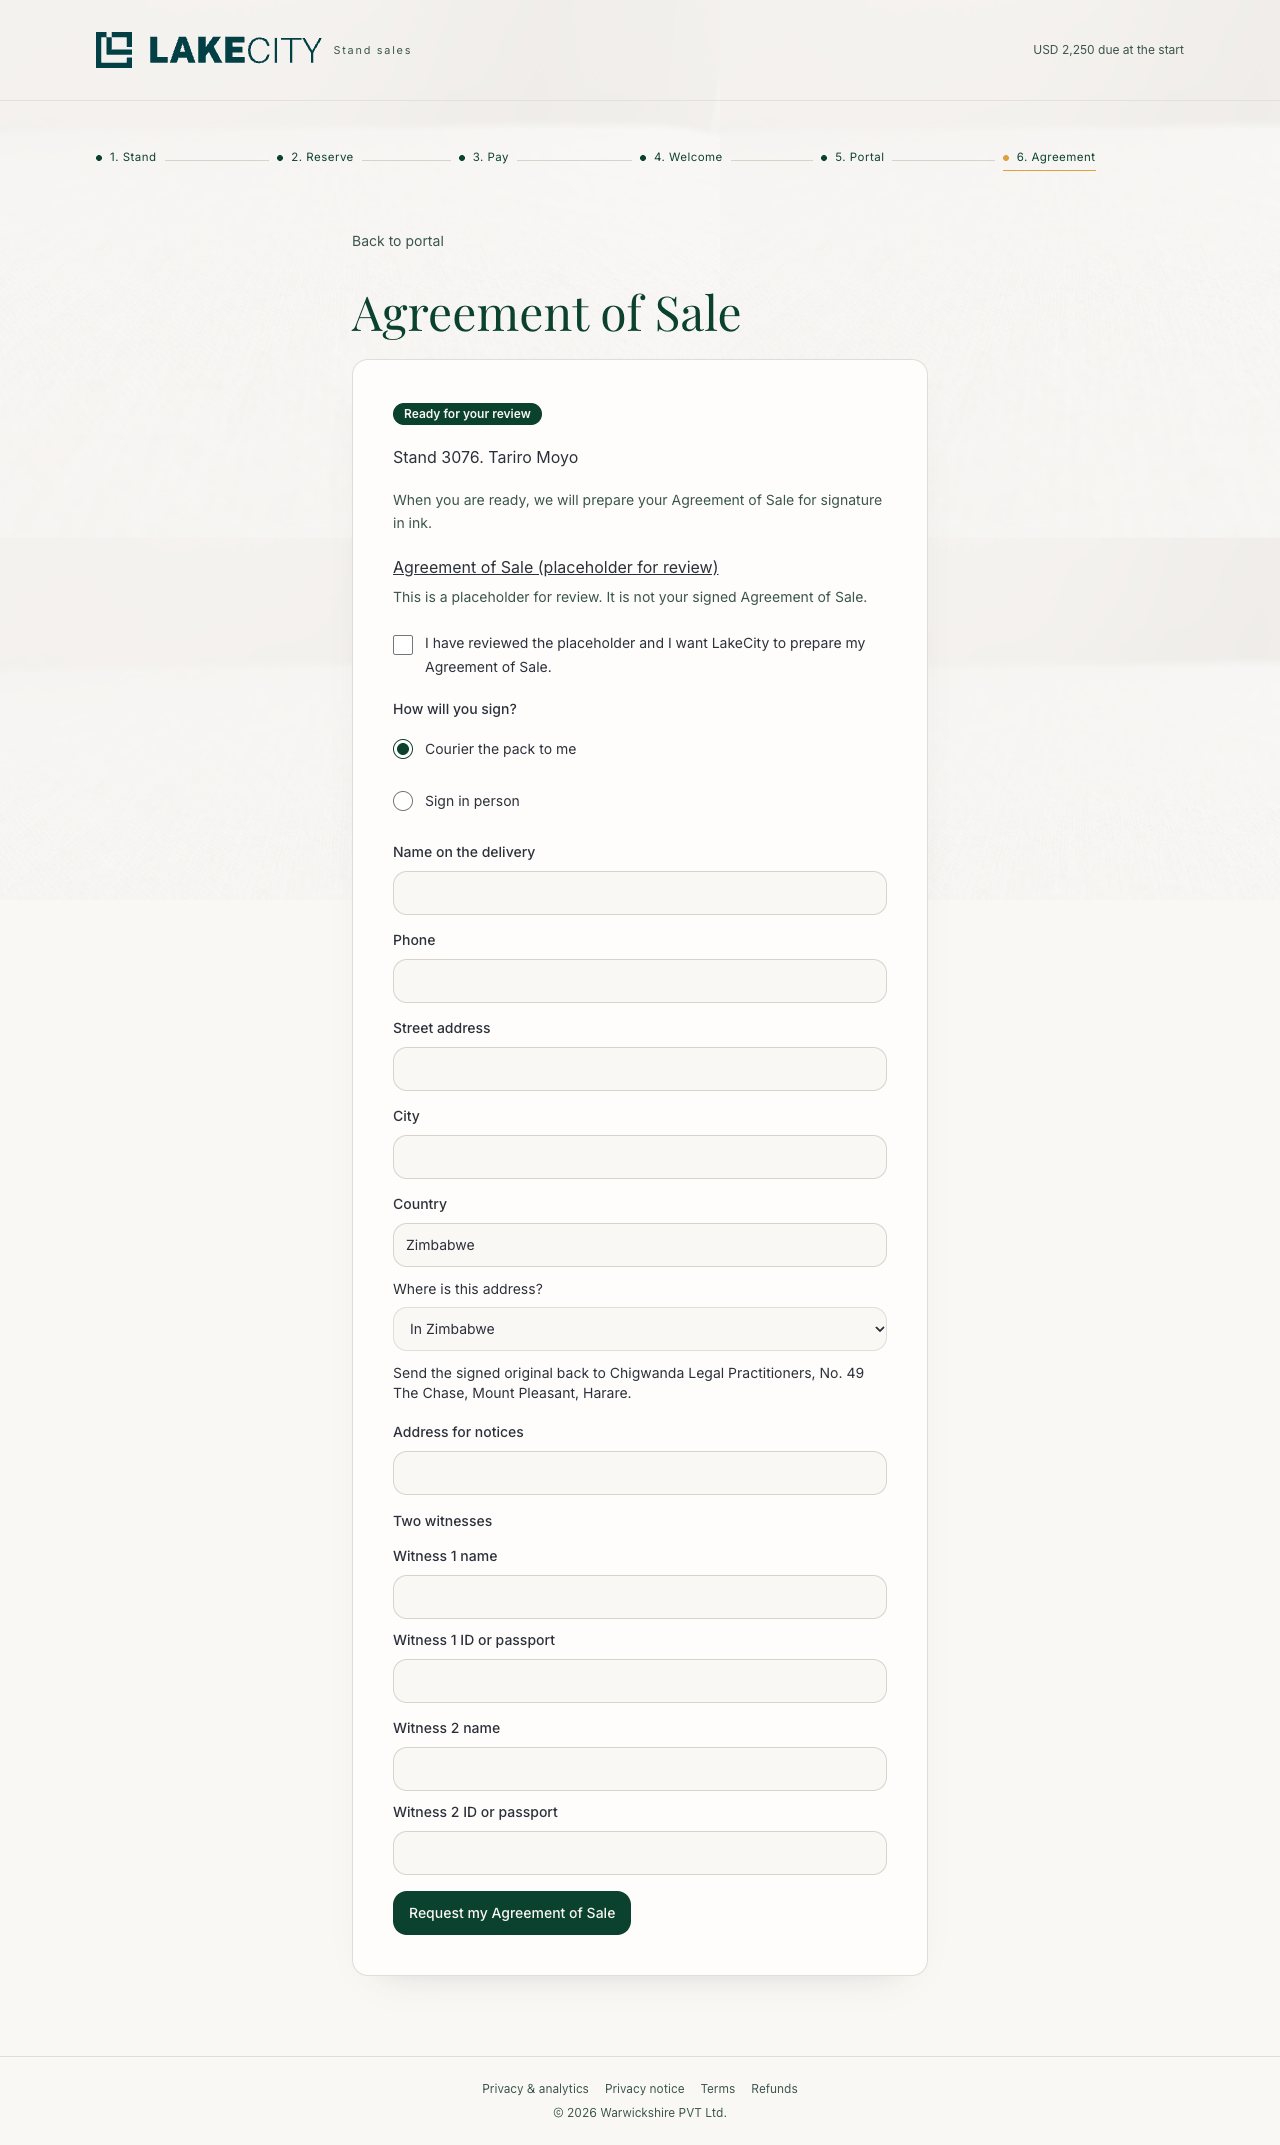 LAKECITY Stand sales
USD 2,250 due at the start
1. Stand
2. Reserve
3. Pay
4. Welcome
5. Portal
6. Agreement
Back to portal
Agreement of Sale
Ready for your review
Stand 3076. Tariro Moyo
When you are ready, we will prepare your Agreement of Sale for signature
in ink.
Agreement of Sale (placeholder for review)
This is a placeholder for review. It is not your signed Agreement of Sale.
I have reviewed the placeholder and I want LakeCity to prepare my
Agreement of Sale.
How will you sign?
Courier the pack to me
Sign in person
Name on the delivery
Phone
Street address
City
Country
Zimbabwe
Where is this address?
In Zimbabwe
Send the signed original back to Chigwanda Legal Practitioners, No. 49
The Chase, Mount Pleasant, Harare.
Address for notices
Two witnesses
Witness 1 name
Witness 1 ID or passport
Witness 2 name
Witness 2 ID or passport
Request my Agreement of Sale
Privacy & analytics Privacy notice Terms Refunds
© 2026 Warwickshire PVT Ltd.